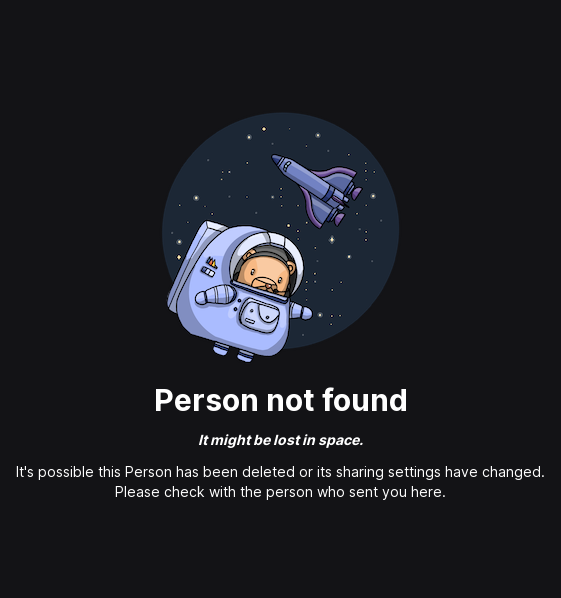 Person not found
It might be lost in space.
It's possible this Person has been deleted or its sharing settings have changed.
Please check with the person who sent you here.